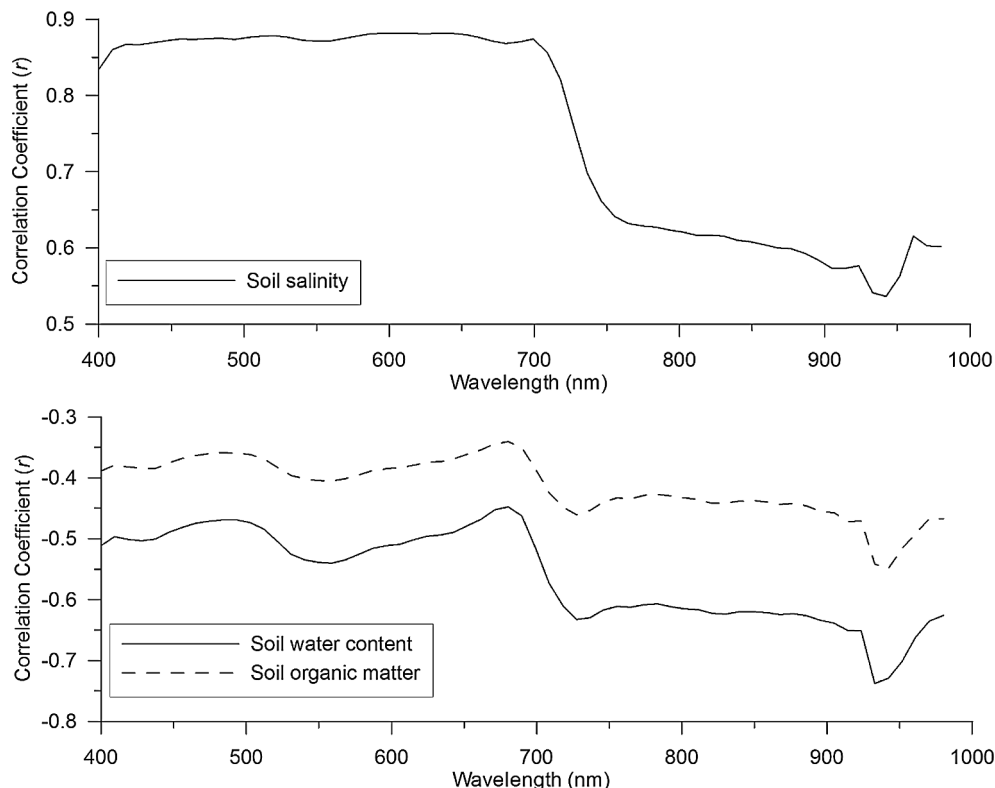 0.9
0.8
0.7
0.6
0.5
Correlation Coefficient (r)
Soil salinity
400 500 600 700 800 900 1000
Wavelength (nm)
-0.3
-0.4
-0.5
-0.6
-0.7
-0.8
Correlation Coefficient (r)
Soil water content
Soil organic matter
400 500 600 700 800 900 1000
Wavelength (nm)